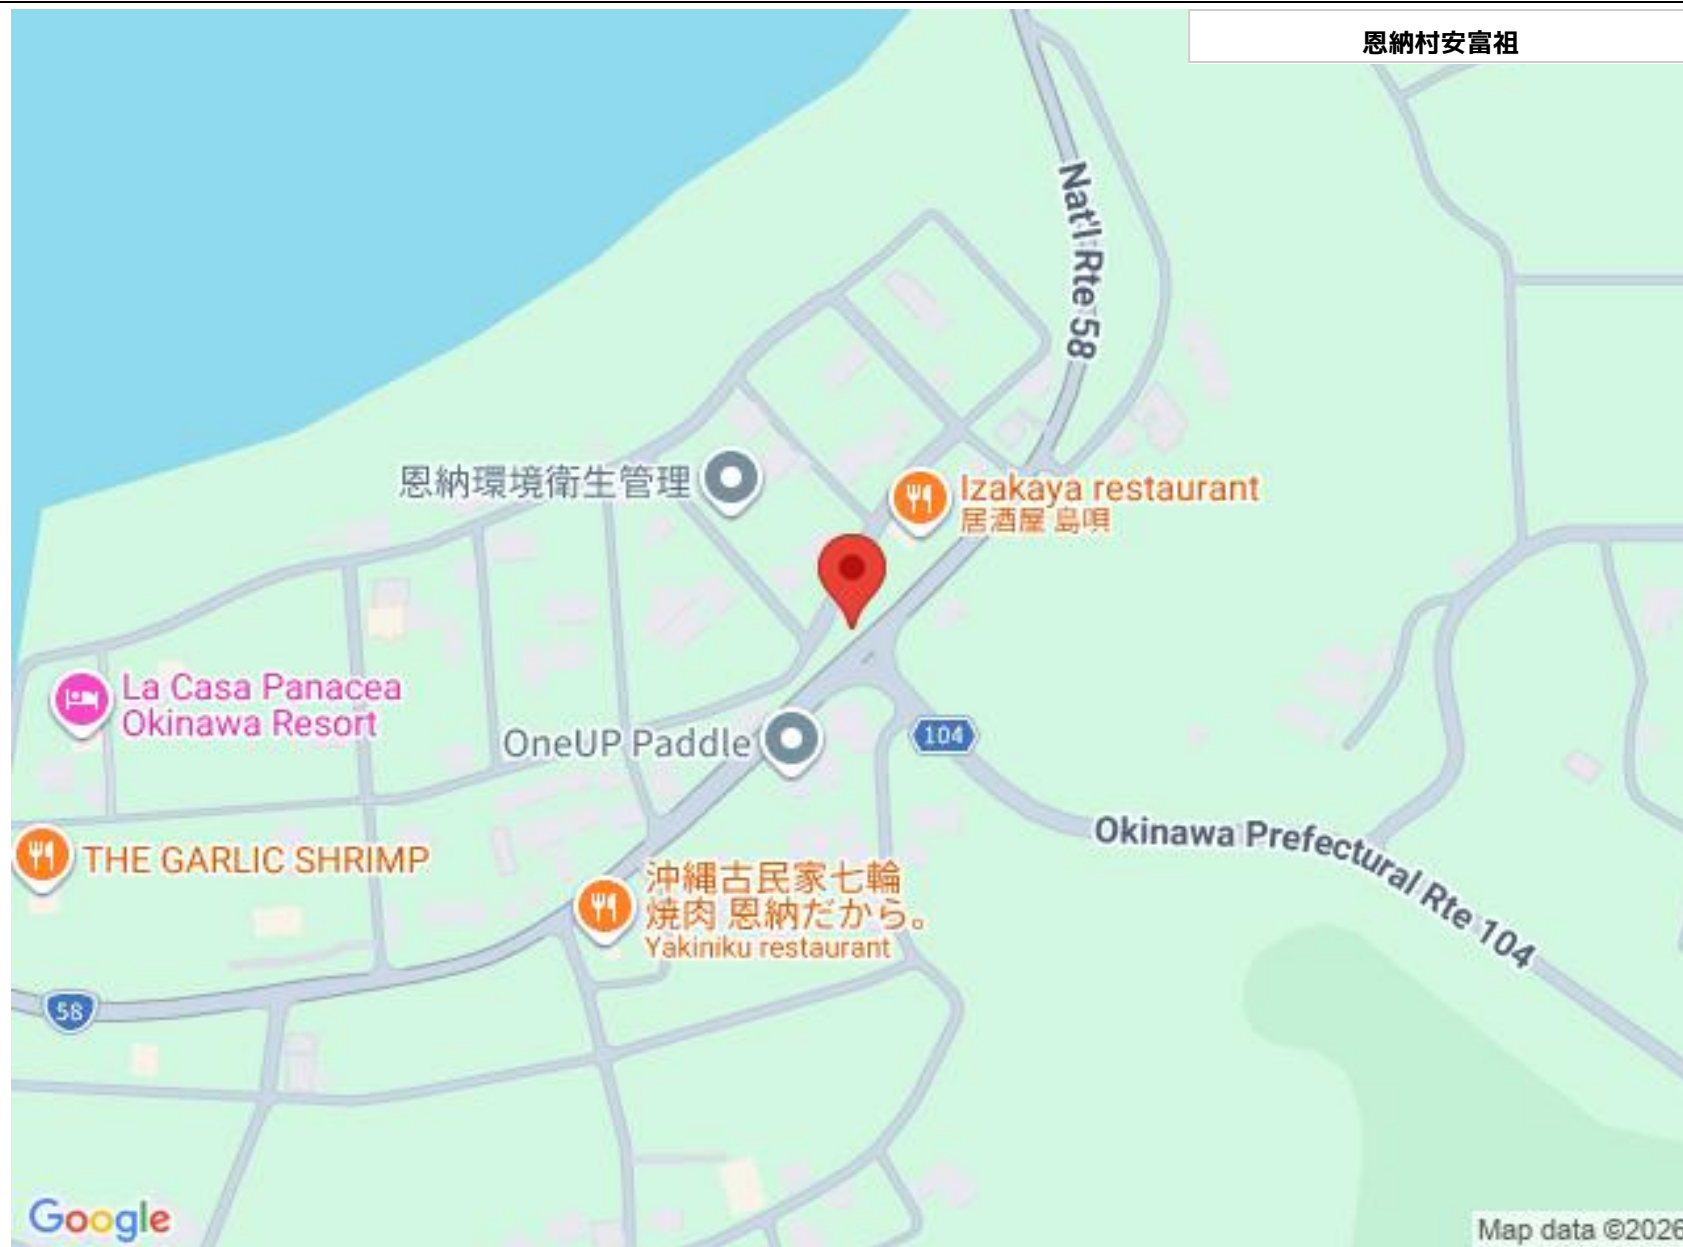 恩納村安富祖
Nat'l Rte 58
恩納環境衛生管理
Izakaya restaurant
居酒屋 島唄
La Casa Panacea
Okinawa Resort
OneUP Paddle
104
Okinawa Prefectural Rte 104
THE GARLIC SHRIMP
沖縄古民家七輪
焼肉 恩納だから。
Yakiniku restaurant
58
Google
Map data ©2026